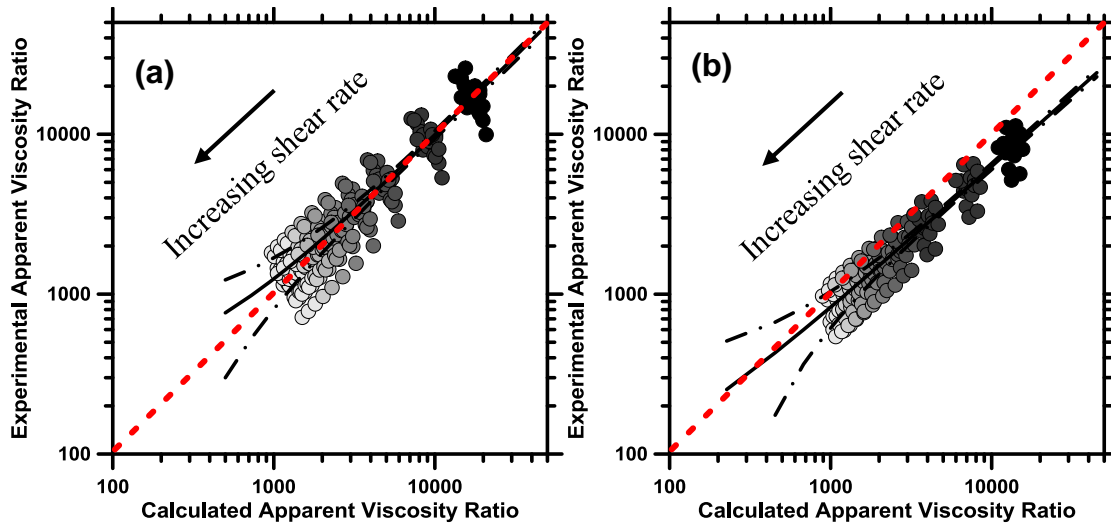 (a)
Increasing shear rate
Experimental Apparent Viscosity Ratio
10000
1000
100
100 1000 10000
Calculated Apparent Viscosity Ratio
(b)
Increasing shear rate
Experimental Apparent Viscosity Ratio
10000
1000
100
100 1000 10000
Calculated Apparent Viscosity Ratio